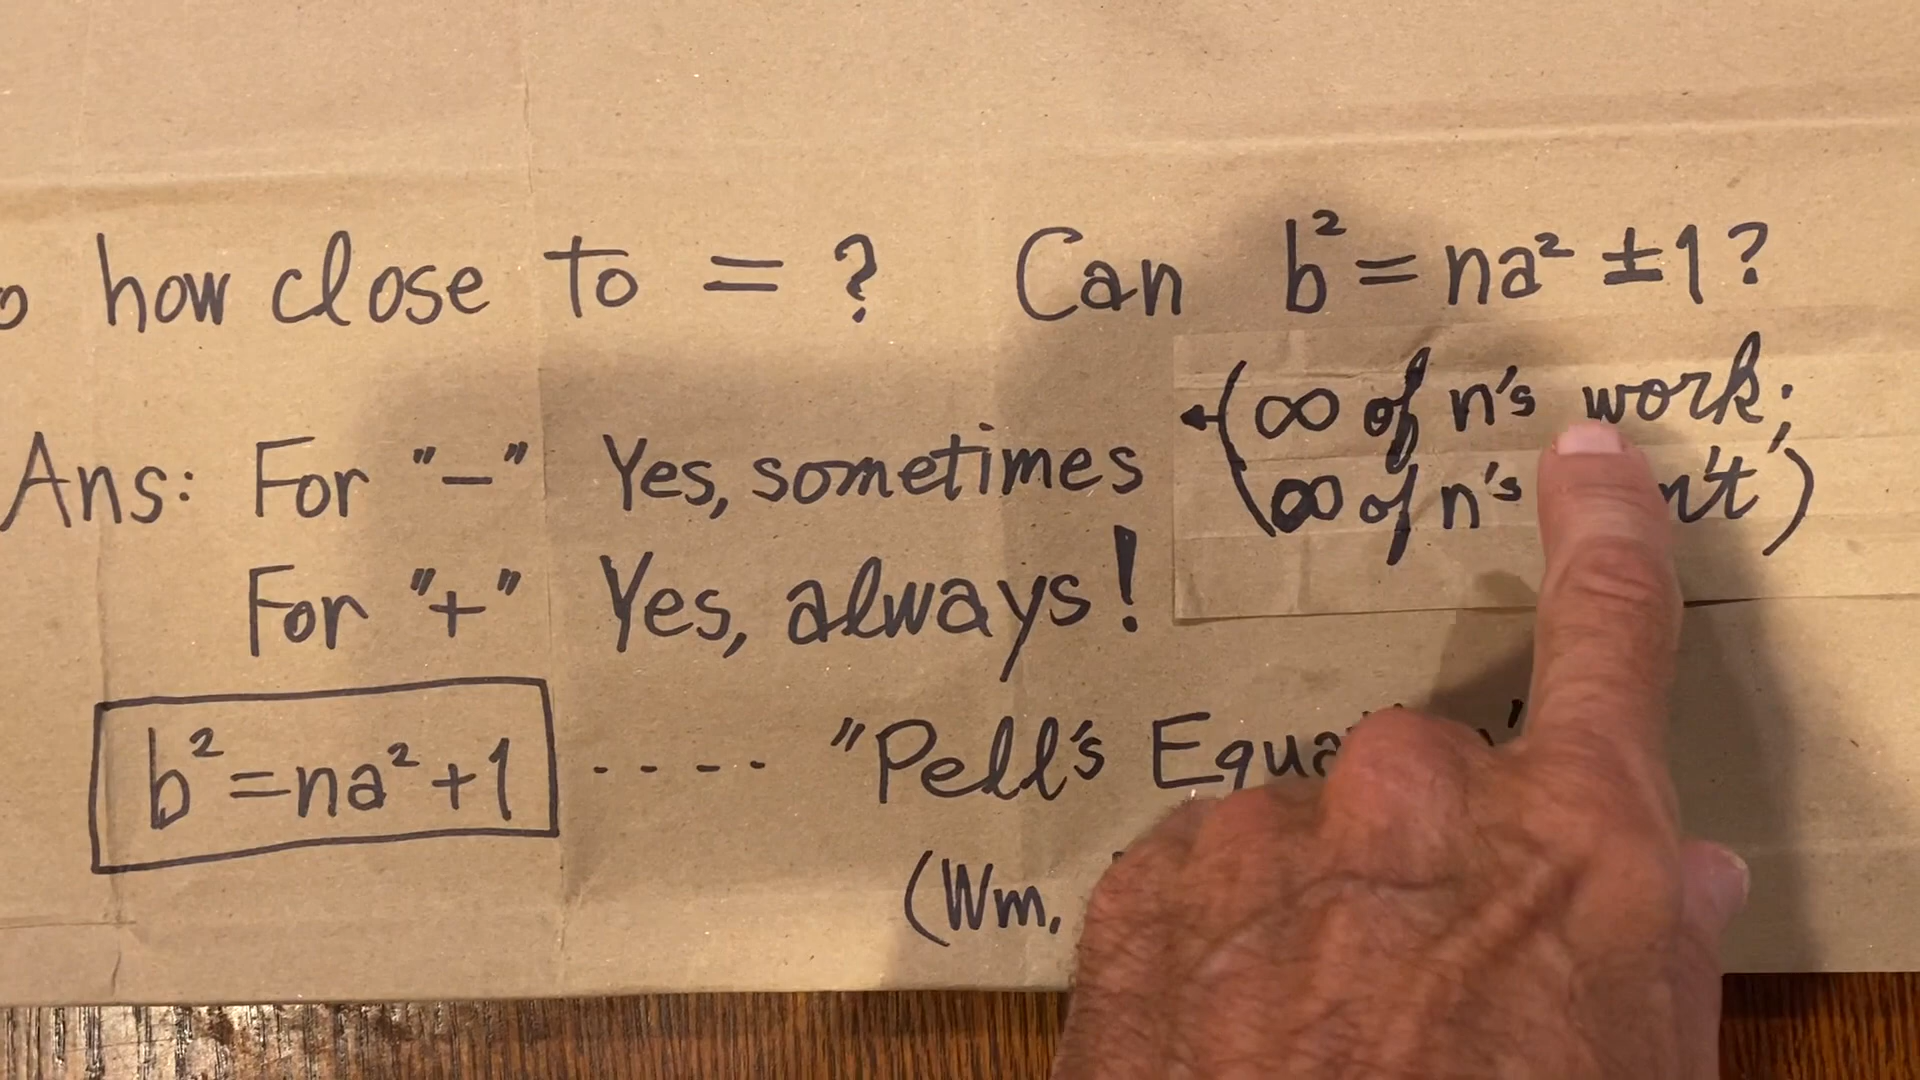 how close to = ? Can b² = na² ± 1?
(∞ of n's work;
Ans: For "−" Yes, sometimes
∞ of n's )
For "+" Yes, always!
b² = na² + 1 ---- "Pell's
(Wm.